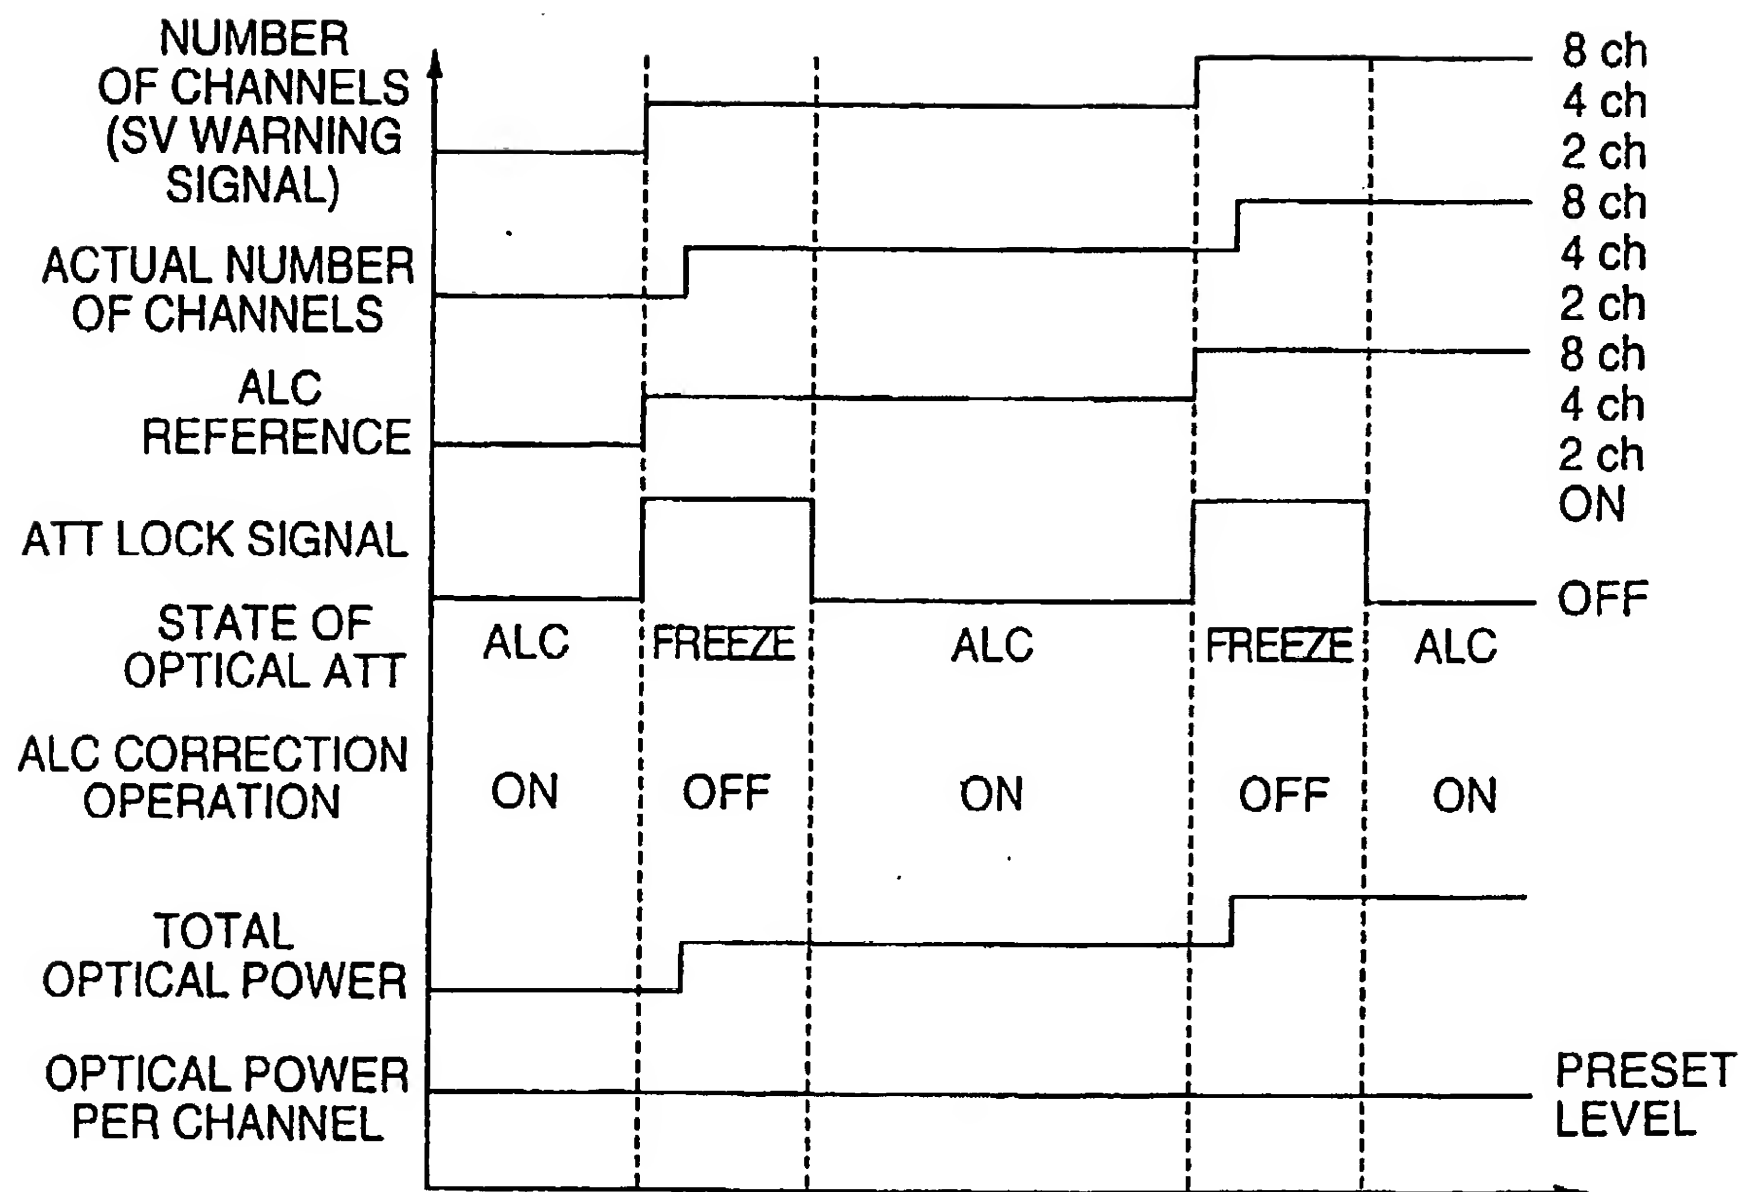 NUMBER
OF CHANNELS
(SV WARNING
SIGNAL)
8 ch
4 ch
2 ch
ACTUAL NUMBER
OF CHANNELS
8 ch
4 ch
2 ch
ALC
REFERENCE
8 ch
4 ch
2 ch
ATT LOCK SIGNAL
ON
OFF
STATE OF
OPTICAL ATT
ALC
FREEZE
ALC
FREEZE
ALC
ALC CORRECTION
OPERATION
ON
OFF
ON
OFF
ON
TOTAL
OPTICAL POWER
OPTICAL POWER
PER CHANNEL
PRESET
LEVEL